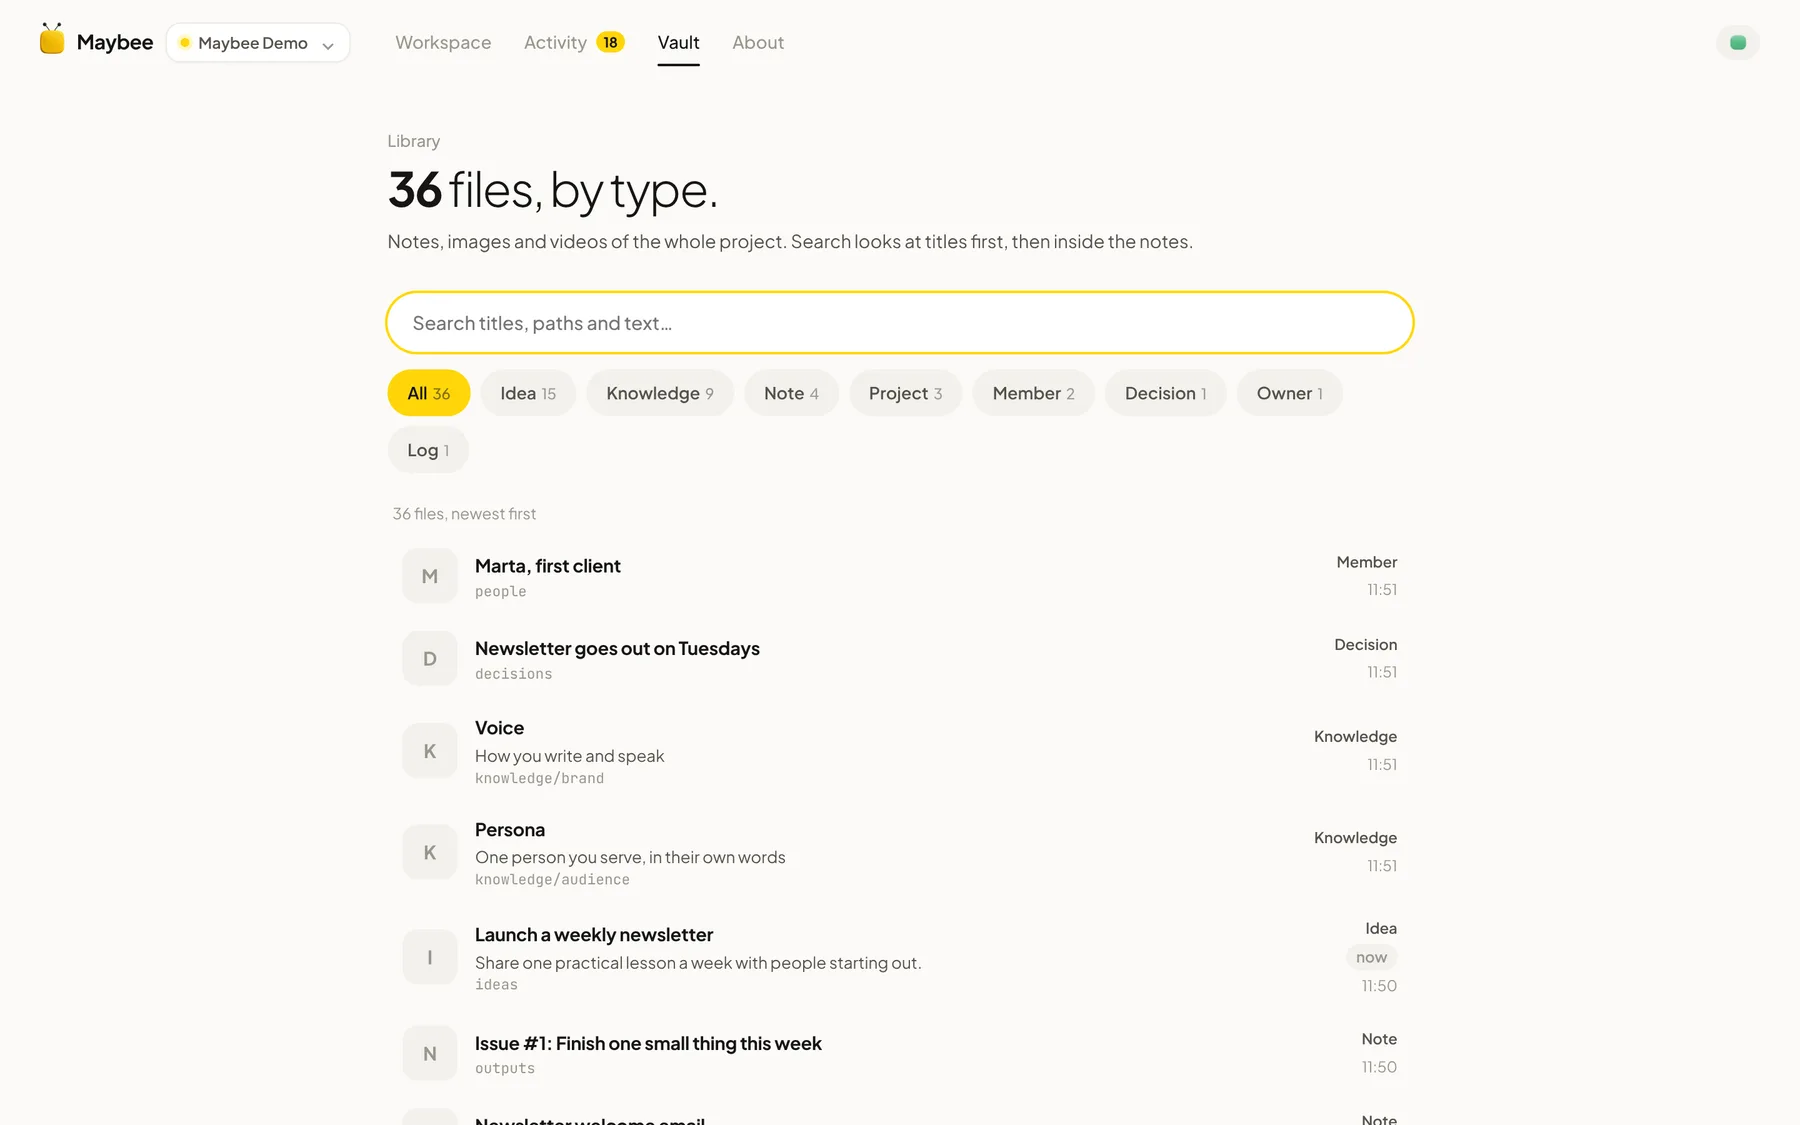 Maybee
Maybee Demo
Workspace
Activity 18
Vault
About
Library
36 files, by type.
Notes, images and videos of the whole project. Search looks at titles first, then inside the notes.
Search titles, paths and text…
All 36
Idea 15
Knowledge 9
Note 4
Project 3
Member 2
Decision 1
Owner 1
Log 1
36 files, newest first
M
Marta, first client
people
Member
11:51
D
Newsletter goes out on Tuesdays
decisions
Decision
11:51
K
Voice
How you write and speak
knowledge/brand
Knowledge
11:51
K
Persona
One person you serve, in their own words
knowledge/audience
Knowledge
11:51
I
Launch a weekly newsletter
Share one practical lesson a week with people starting out.
ideas
Idea
now
11:50
N
Issue #1: Finish one small thing this week
outputs
Note
11:50
Newsletter welcome email
Note